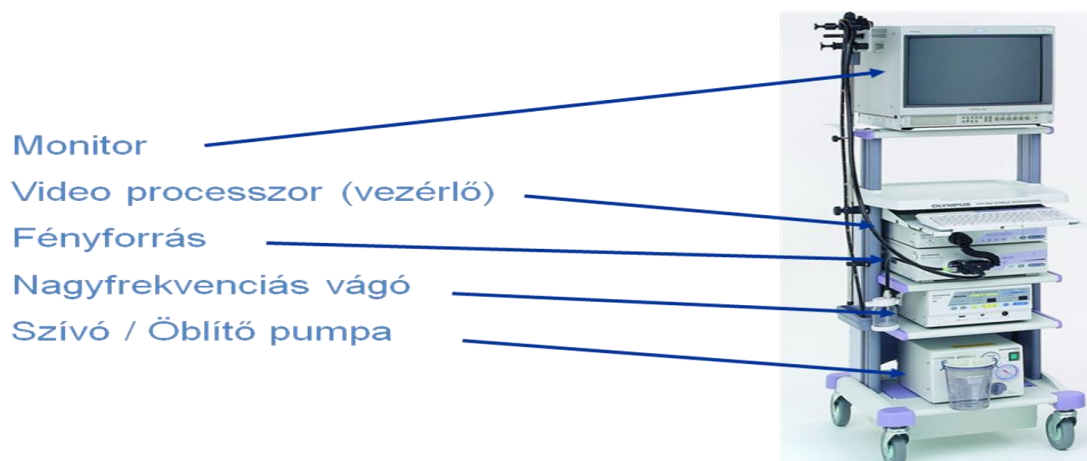 Monitor
Video processzor (vezérlő)
Fényforrás
Nagyfrekvenciás vágó
Szívó / Öblítő pumpa
OLYMPUS